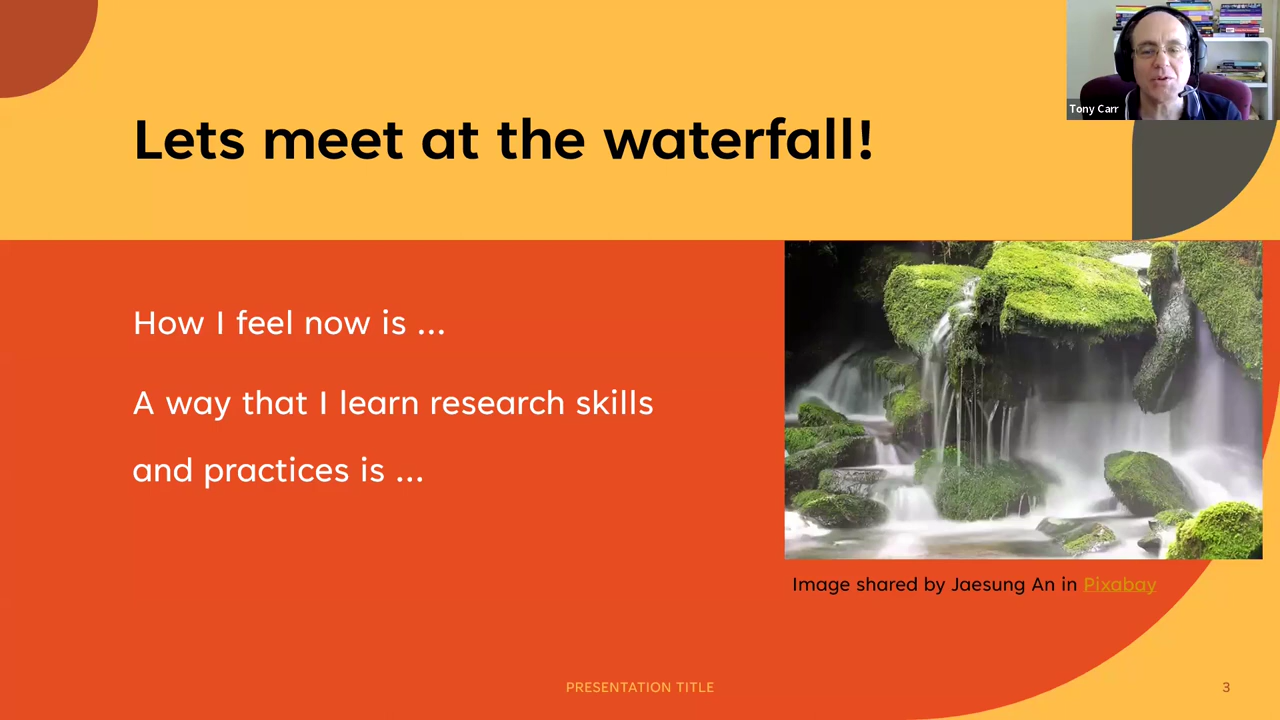 Tony Carr
Lets meet at the waterfall!
How I feel now is ...
A way that I learn research skills
and practices is ...
Image shared by Jaesung An in Pixabay
PRESENTATION TITLE
3